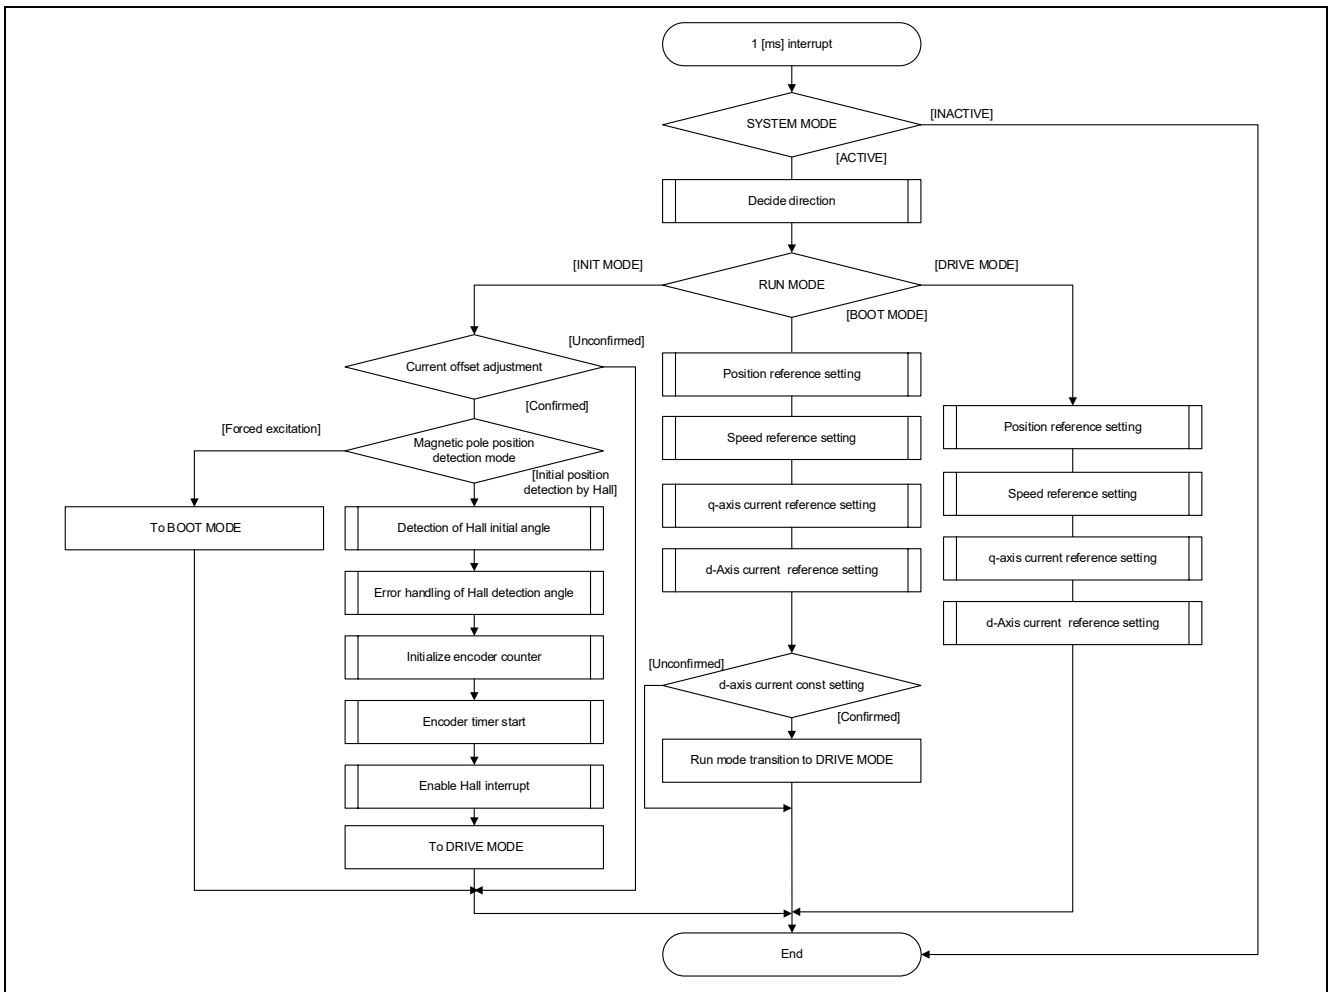 1 [ms] interrupt
SYSTEM MODE
[INACTIVE]
[ACTIVE]
Decide direction
[INIT MODE]
RUN MODE
[DRIVE MODE]
[BOOT MODE]
Current offset adjustment
[Unconfirmed]
[Confirmed]
[Forced excitation]
Magnetic pole position
detection mode
[Initial position
detection by Hall]
To BOOT MODE
Detection of Hall initial angle
Error handling of Hall detection angle
Initialize encoder counter
Encoder timer start
Enable Hall interrupt
To DRIVE MODE
Position reference setting
Speed reference setting
q-axis current reference setting
d-Axis current reference setting
[Unconfirmed]
d-axis current const setting
[Confirmed]
Run mode transition to DRIVE MODE
Position reference setting
Speed reference setting
q-axis current reference setting
d-Axis current reference setting
End